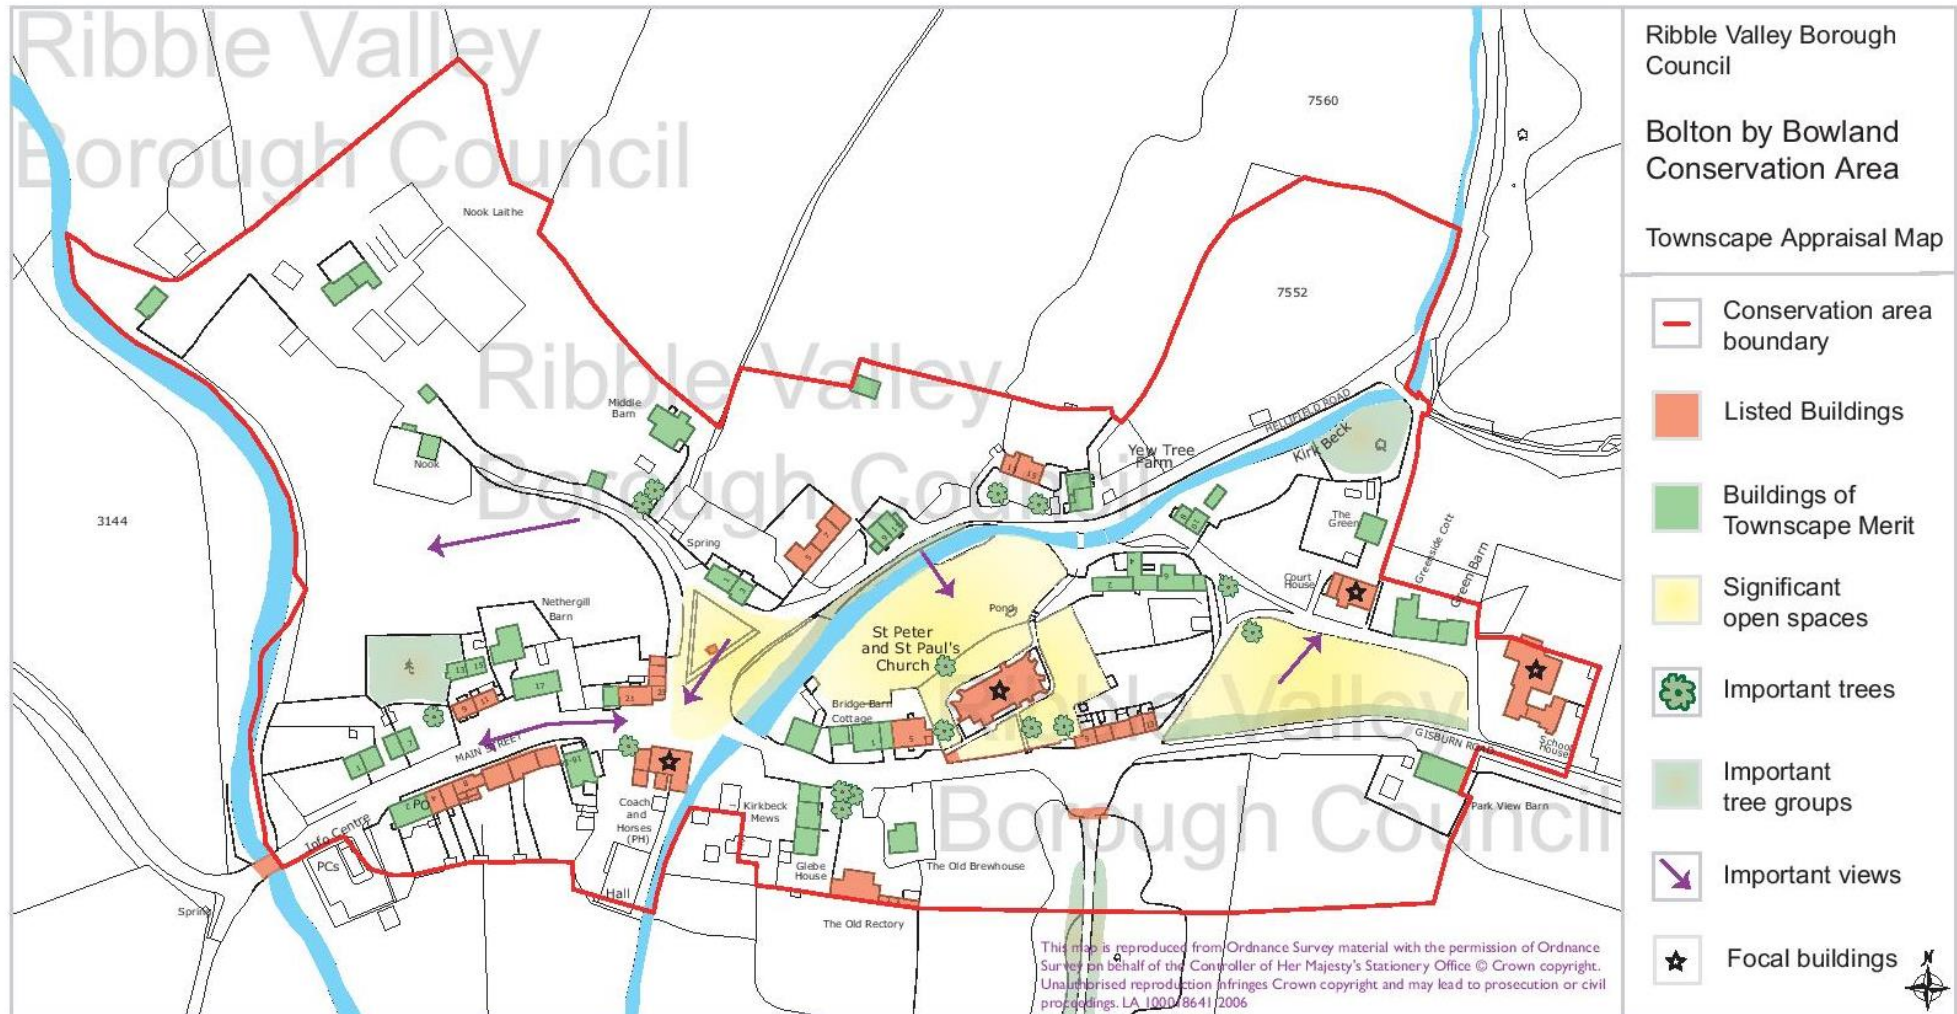 Ribble Valley
Borough Council
Ribble Valley
Borough Council
Ribble Valley
Borough Council
Ribble Valley Borough
Council
Bolton by Bowland
Conservation Area
Townscape Appraisal Map
Conservation area
boundary
Listed Buildings
Buildings of
Townscape Merit
Significant
open spaces
Important trees
Important
tree groups
Important views
Focal buildings
N
7560
Nook Laithe
7552
Middle
Barn
HELLIFIELD ROAD
Kirk Beck
Yew Tree
Farm
Nook
3144
Spring
The
Green
Greenside Cott
Green Barn
Court
House
Nethergill
Barn
Pond
St Peter
and St Paul's
Church
17
21
Bridge Barn
Cottage
MAIN STREET
GISBURN ROAD
School
House
PO
Coach
and
Horses
(PH)
Kirkbeck
Mews
Park View Barn
Info Centre
PCs
Glebe
House
The Old Brewhouse
Hall
Spring
The Old Rectory
This map is reproduced from Ordnance Survey material with the permission of Ordnance
Survey on behalf of the Controller of Her Majesty's Stationery Office © Crown copyright.
Unauthorised reproduction infringes Crown copyright and may lead to prosecution or civil
proceedings. LA 100018641 2006